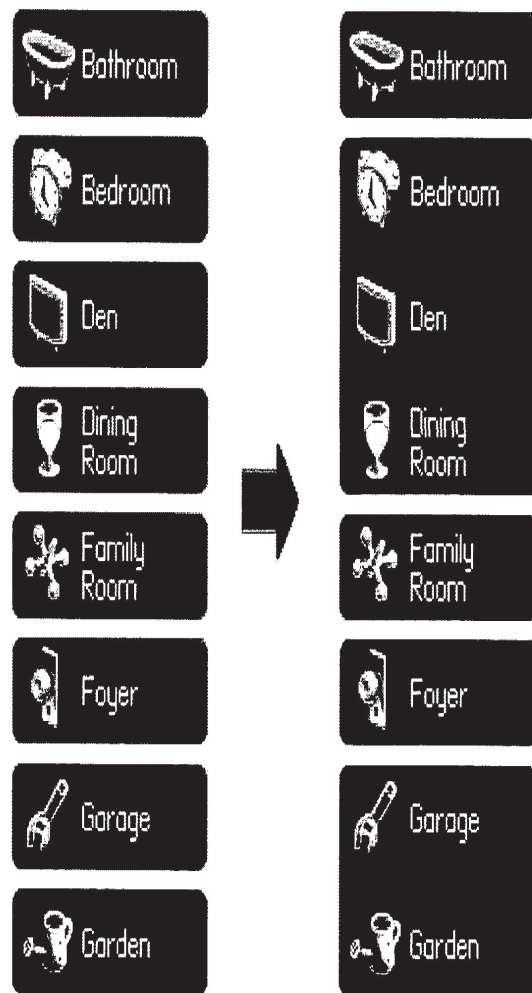 Bathroom
Bedroom
Den
Dining
Room
Family
Room
Foyer
Garage
Garden
Bathroom
Bedroom
Den
Dining
Room
Family
Room
Foyer
Garage
Garden